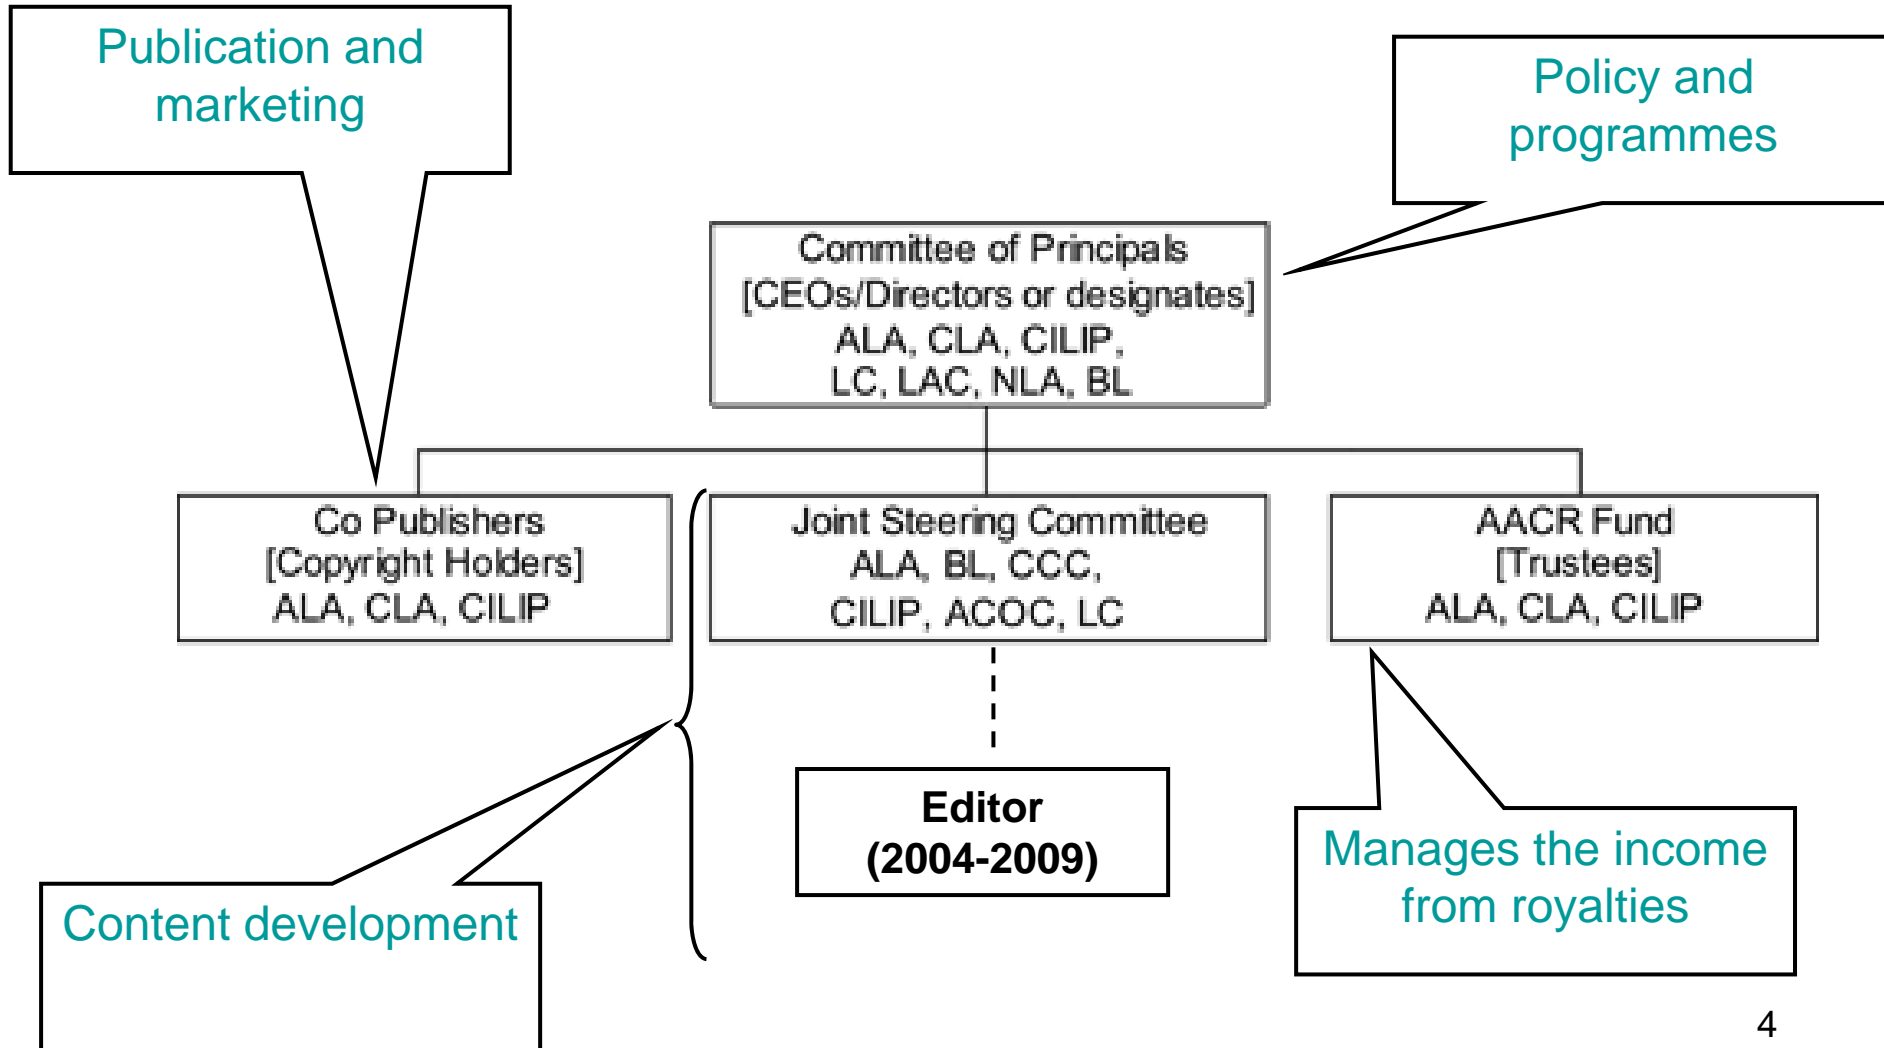 Publication and
marketing
Policy and
programmes
Committee of Principals
[CEOs/Directors or designates]
ALA, CLA, CILIP,
LC, LAC, NLA, BL
Co Publishers
[Copyright Holders]
ALA, CLA, CILIP
Joint Steering Committee
ALA, BL, CCC,
CILIP, ACOC, LC
AACR Fund
[Trustees]
ALA, CLA, CILIP
Editor
(2004-2009)
Manages the income
from royalties
Content development
4